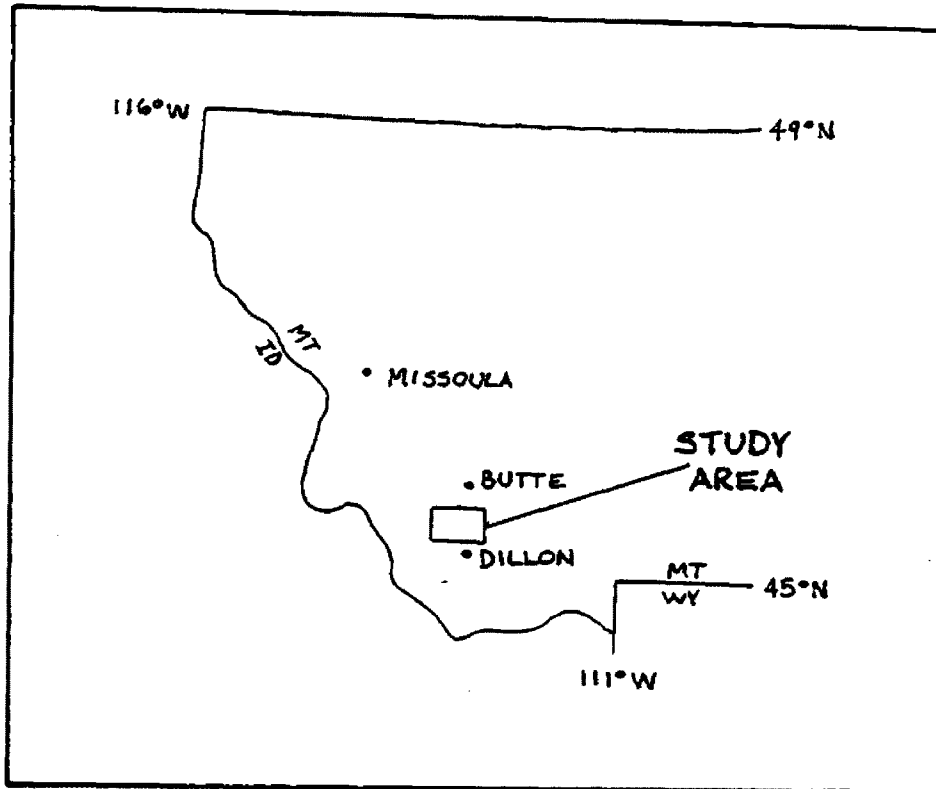 116°W
49°N
MT
ID
MISSOULA
STUDY
AREA
BUTTE
DILLON
MT
WY
45°N
111°W